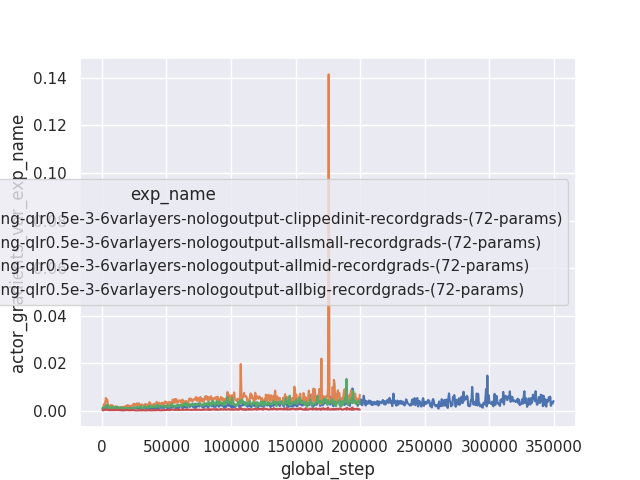 0.14
0.12
0.10
0.04
0.02
0.00
exp_name
ng-qlr0.5e-3-6varlayers-nologoutput-clippedinit-recordgrads-(72-params)
ng-qlr0.5e-3-6varlayers-nologoutput-allsmall-recordgrads-(72-params)
ng-qlr0.5e-3-6varlayers-nologoutput-allmid-recordgrads-(72-params)
ng-qlr0.5e-3-6varlayers-nologoutput-allbig-recordgrads-(72-params)
0 50000 100000 150000 200000 250000 300000 350000
global_step